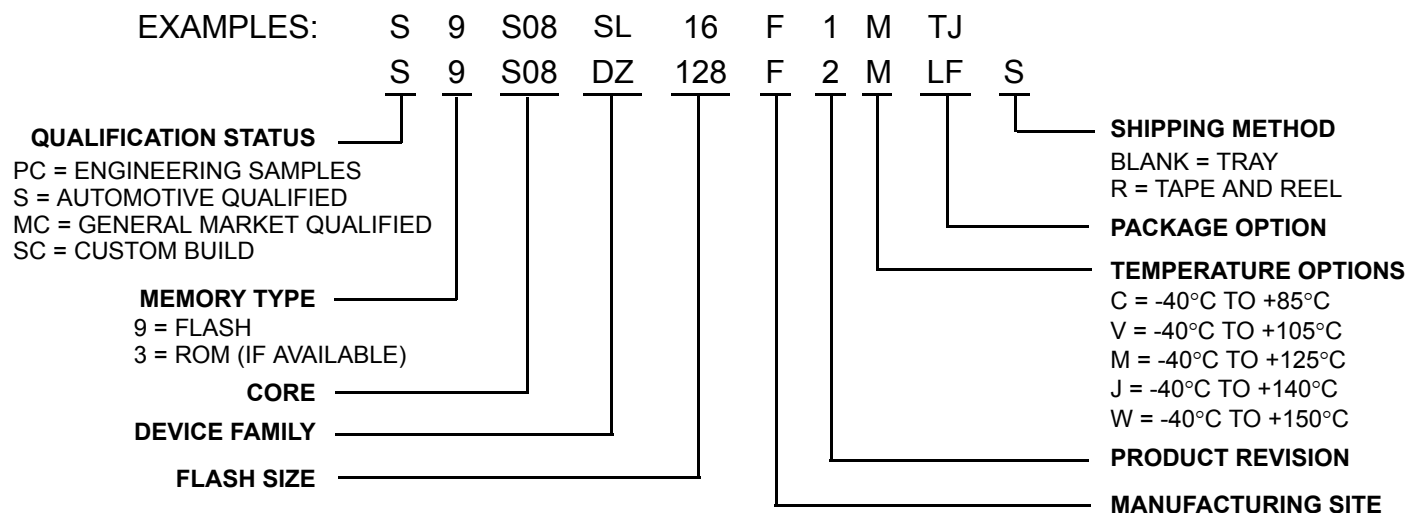 EXAMPLES: S 9 S08 SL 16 F 1 M TJ
S 9 S08 DZ 128 F 2 M LF S
QUALIFICATION STATUS
PC = ENGINEERING SAMPLES
S = AUTOMOTIVE QUALIFIED
MC = GENERAL MARKET QUALIFIED
SC = CUSTOM BUILD
MEMORY TYPE
9 = FLASH
3 = ROM (IF AVAILABLE)
CORE
DEVICE FAMILY
FLASH SIZE
SHIPPING METHOD
BLANK = TRAY
R = TAPE AND REEL
PACKAGE OPTION
TEMPERATURE OPTIONS
C = -40°C TO +85°C
V = -40°C TO +105°C
M = -40°C TO +125°C
J = -40°C TO +140°C
W = -40°C TO +150°C
PRODUCT REVISION
MANUFACTURING SITE